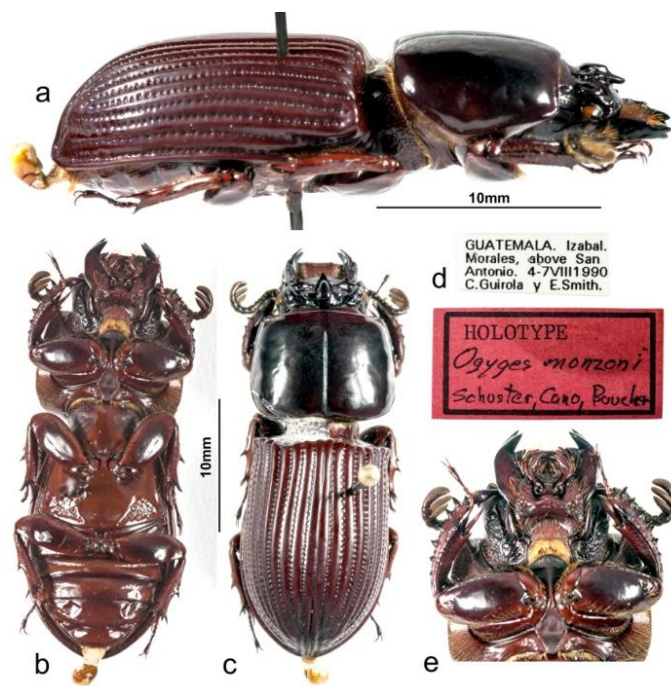 a
10mm
d
GUATEMALA. Izabal.
Morales, above San
Antonio. 4-7VIII1990
C.Guirola y E.Smith.
HOLOTYPE
Ogyges monzoni
Schuster, Cano, Boucher
10mm
b
c
e